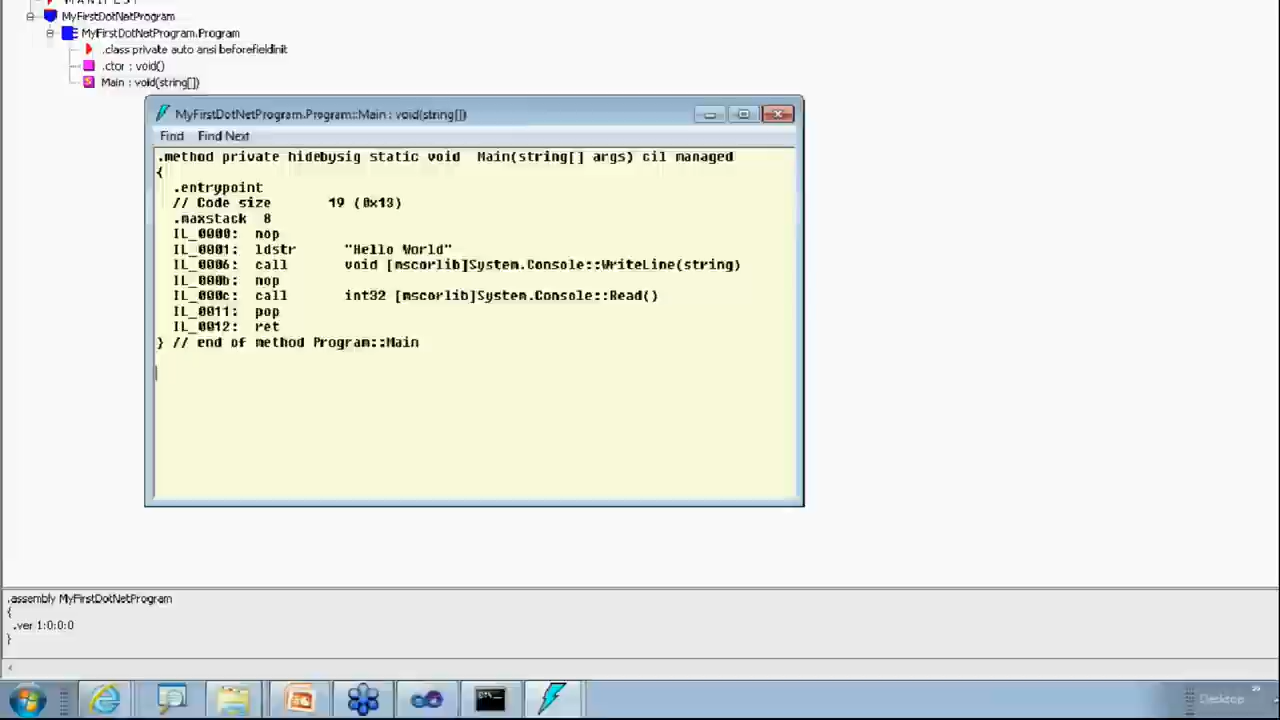 MANIFEST
MyFirstDotNetProgram
MyFirstDotNetProgram.Program
.class private auto ansi beforefieldinit
.ctor : void()
Main : void(string[])
MyFirstDotNetProgram.Program::Main : void(string[])
Find Find Next
.method private hidebysig static void  Main(string[] args) cil managed
{
.entrypoint
// Code size       19 (0x13)
.maxstack  8
IL_0000:  nop
IL_0001:  ldstr      "Hello World"
IL_0006:  call       void [mscorlib]System.Console::WriteLine(string)
IL_000b:  nop
IL_000c:  call       int32 [mscorlib]System.Console::Read()
IL_0011:  pop
IL_0012:  ret
} // end of method Program::Main
.assembly MyFirstDotNetProgram
{
.ver 1:0:0:0
}
Desktop